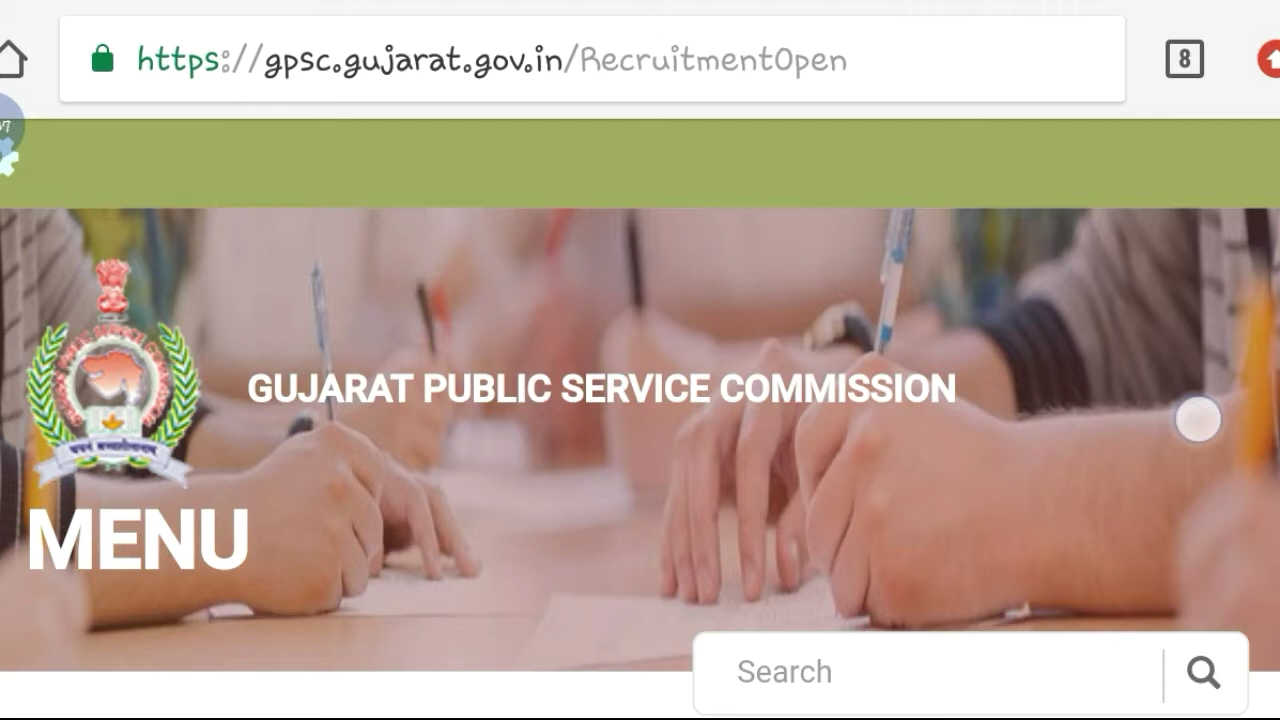 https://gpsc.gujarat.gov.in/RecruitmentOpen
8
GUJARAT PUBLIC SERVICE COMMISSION
MENU
Search